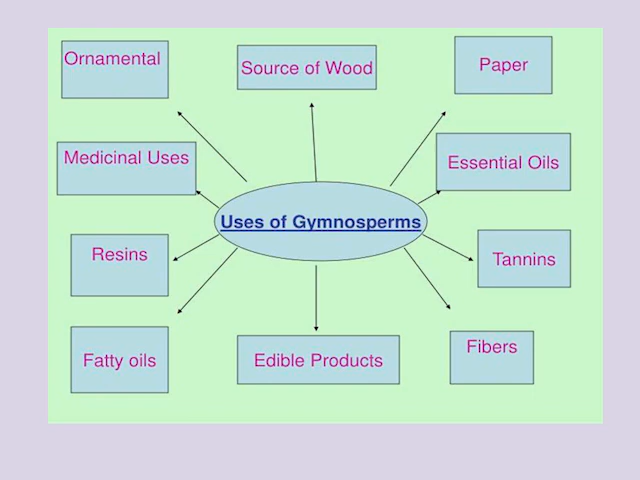 Ornamental
Source of Wood
Paper
Medicinal Uses
Essential Oils
Uses of Gymnosperms
Resins
Tannins
Fatty oils
Edible Products
Fibers